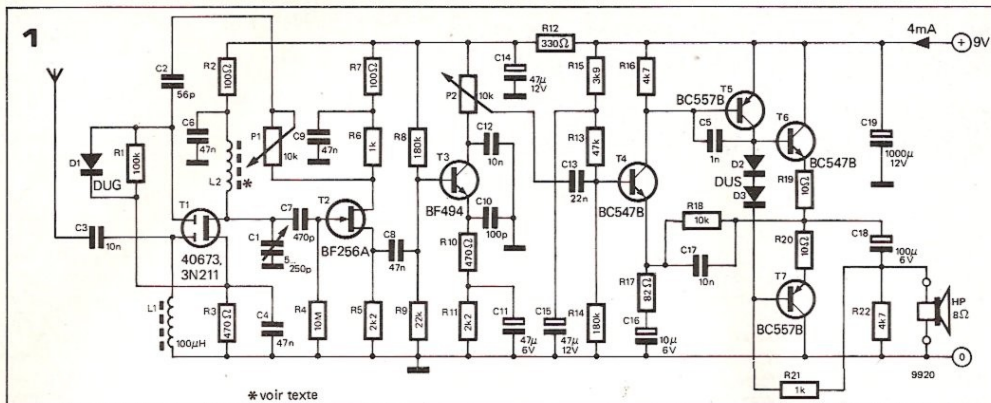 1
C2
56p
R2
100Ω
C6
47n
P1
10k
L2
*
R7
100Ω
C9
47n
R6
1k
R8
180k
C14
47µ
12V
R12
330Ω
P2
10k
C12
10n
R15
3k9
R16
4k7
4mA
+
9V
T5
BC557B
C5
1n
T6
BC547B
C19
1000µ
12V
D1
DUG
R1
100k
C3
10n
T1
40673,
3N211
C1
5...
250p
C7
470p
T2
BF256A
C8
47n
T3
BF494
C10
100p
R10
470Ω
R13
47k
C13
22n
T4
BC547B
D2
DUS
D3
R19
10Ω
R18
10k
C17
10n
R20
10Ω
C18
100µ
6V
L1
100µH
R3
470Ω
C4
47n
R4
10M
R5
2k2
R9
22k
R11
2k2
C11
47µ
6V
C15
47µ
12V
R14
180k
R17
82Ω
C16
10µ
6V
T7
BC557B
R22
4k7
HP
8Ω
R21
1k
0
9920
* voir texte